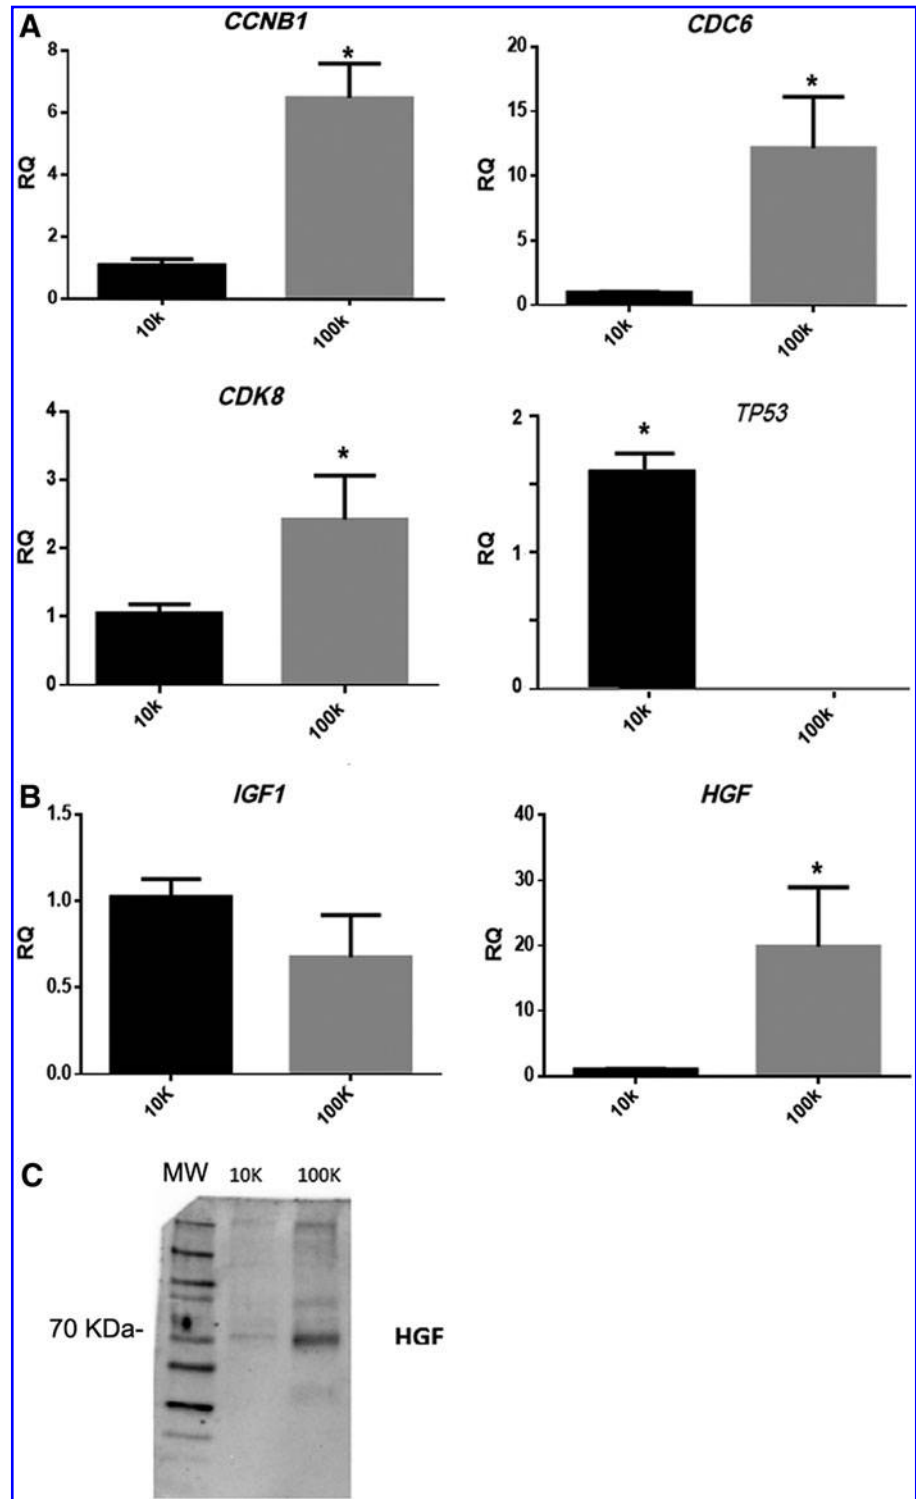 A
CCNB1
8
6
4
2
0
RQ
*
10k
100k
CDC6
20
15
10
5
0
RQ
*
10k
100k
CDK8
4
3
2
1
0
RQ
*
10k
100k
TP53
2
1
0
RQ
*
10k
100k
B
IGF1
1.5
1.0
0.5
0.0
RQ
10K
100K
HGF
40
30
20
10
0
RQ
*
10k
100k
C
MW 10K 100K
70 KDa- HGF